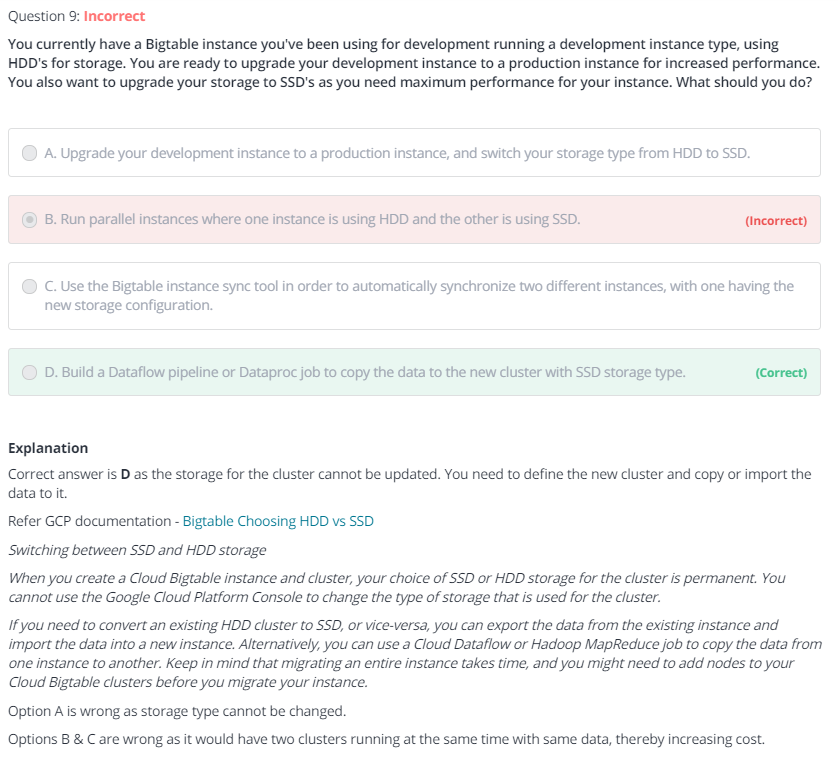 Question 9: Incorrect
You currently have a Bigtable instance you've been using for development running a development instance type, using
HDD's for storage. You are ready to upgrade your development instance to a production instance for increased performance.
You also want to upgrade your storage to SSD's as you need maximum performance for your instance. What should you do?
A. Upgrade your development instance to a production instance, and switch your storage type from HDD to SSD.
B. Run parallel instances where one instance is using HDD and the other is using SSD. (Incorrect)
C. Use the Bigtable instance sync tool in order to automatically synchronize two different instances, with one having the
new storage configuration.
D. Build a Dataflow pipeline or Dataproc job to copy the data to the new cluster with SSD storage type. (Correct)
Explanation
Correct answer is D as the storage for the cluster cannot be updated. You need to define the new cluster and copy or import the
data to it.
Refer GCP documentation - Bigtable Choosing HDD vs SSD
Switching between SSD and HDD storage
When you create a Cloud Bigtable instance and cluster, your choice of SSD or HDD storage for the cluster is permanent. You
cannot use the Google Cloud Platform Console to change the type of storage that is used for the cluster.
If you need to convert an existing HDD cluster to SSD, or vice-versa, you can export the data from the existing instance and
import the data into a new instance. Alternatively, you can use a Cloud Dataflow or Hadoop MapReduce job to copy the data from
one instance to another. Keep in mind that migrating an entire instance takes time, and you might need to add nodes to your
Cloud Bigtable clusters before you migrate your instance.
Option A is wrong as storage type cannot be changed.
Options B & C are wrong as it would have two clusters running at the same time with same data, thereby increasing cost.